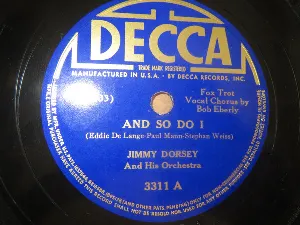 DECCA
TRADE MARK REGISTERED
MANUFACTURED IN U.S.A. · BY DECCA RECORDS, INC.
Fox Trot
Vocal Chorus by
Bob Eberly
AND SO DO I
(Eddie De Lange-Paul Mann-Stephan Weiss)
JIMMY DORSEY
And His Orchestra
3311 A